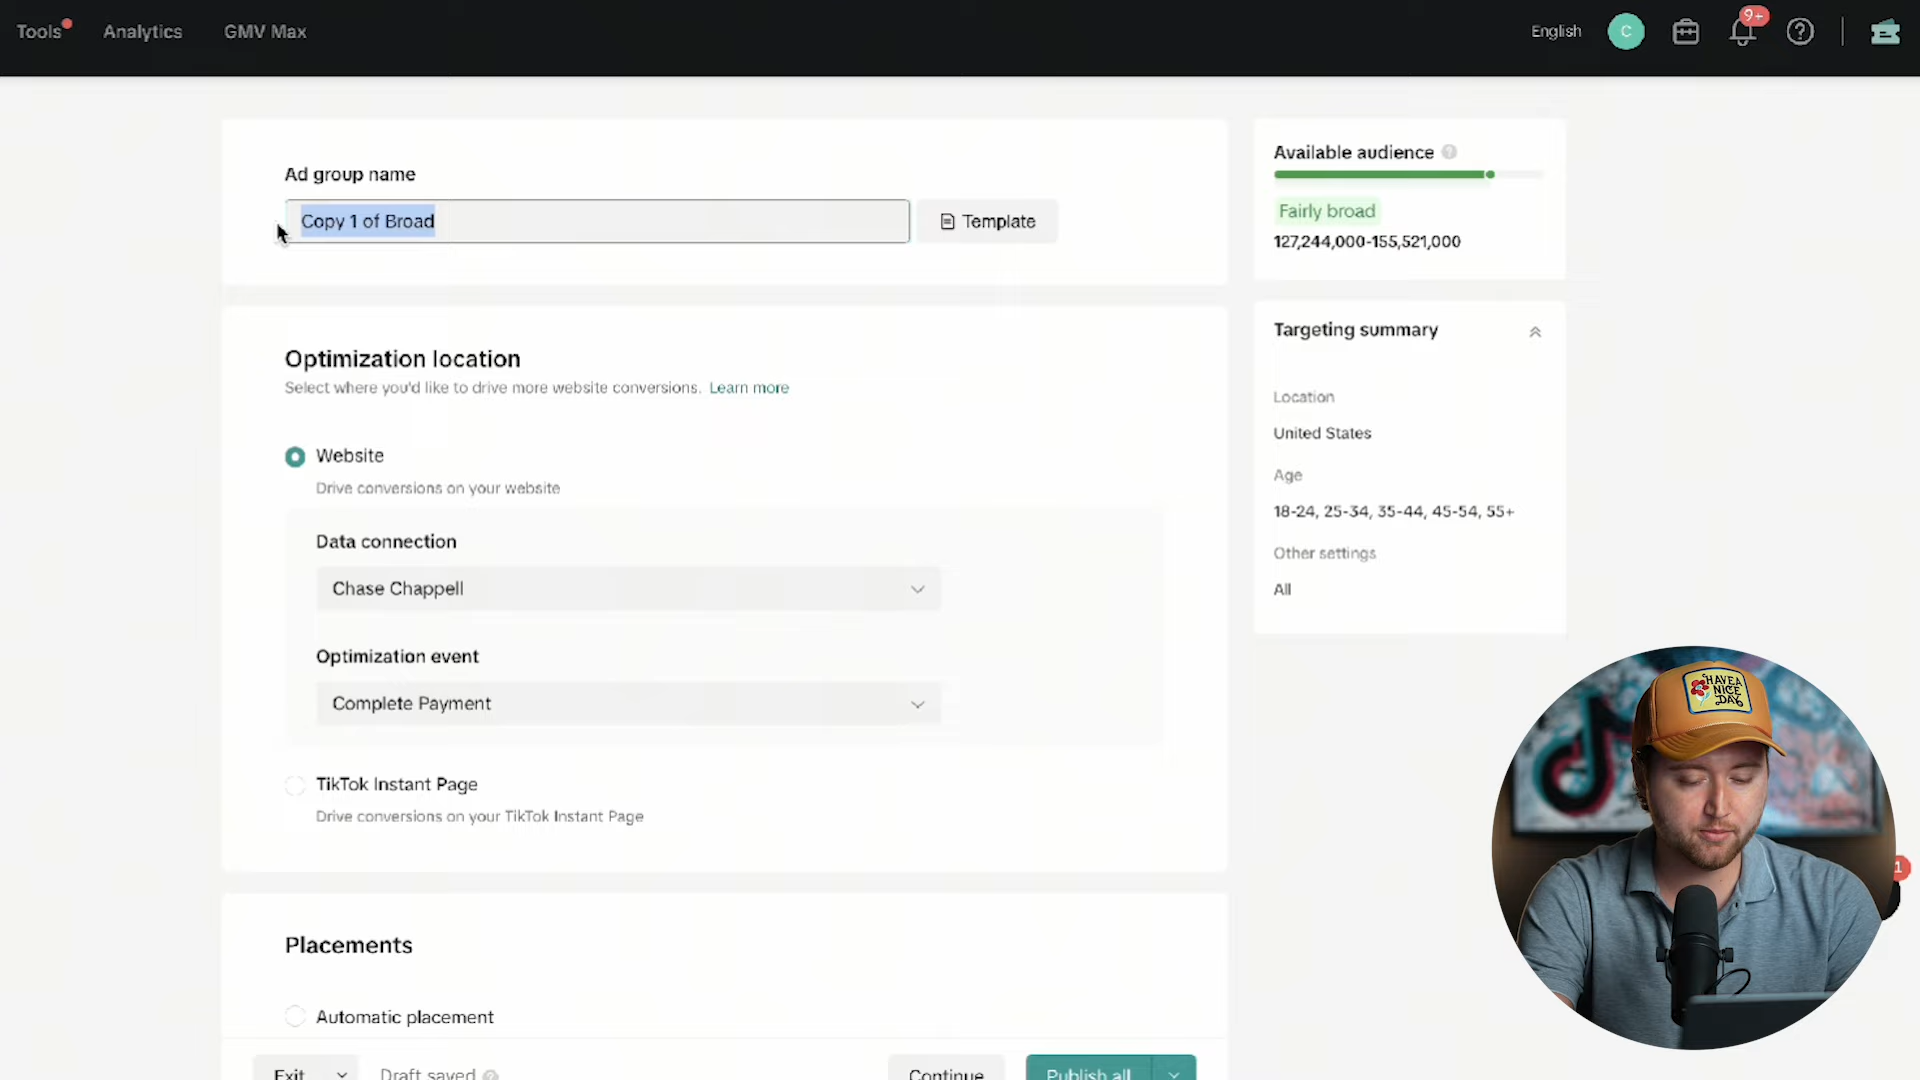 Tools
Analytics
GMV Max
English
C
9+
Ad group name
Copy 1 of Broad
Template
Available audience
Fairly broad
127,244,000-155,521,000
Optimization location
Select where you'd like to drive more website conversions. Learn more
Website
Drive conversions on your website
Data connection
Chase Chappell
Optimization event
Complete Payment
TikTok Instant Page
Drive conversions on your TikTok Instant Page
Targeting summary
Location
United States
Age
18-24, 25-34, 35-44, 45-54, 55+
Other settings
All
HAVE A
NICE
DAY
1
Placements
Automatic placement
Exit
Draft saved
Continue
Publish all